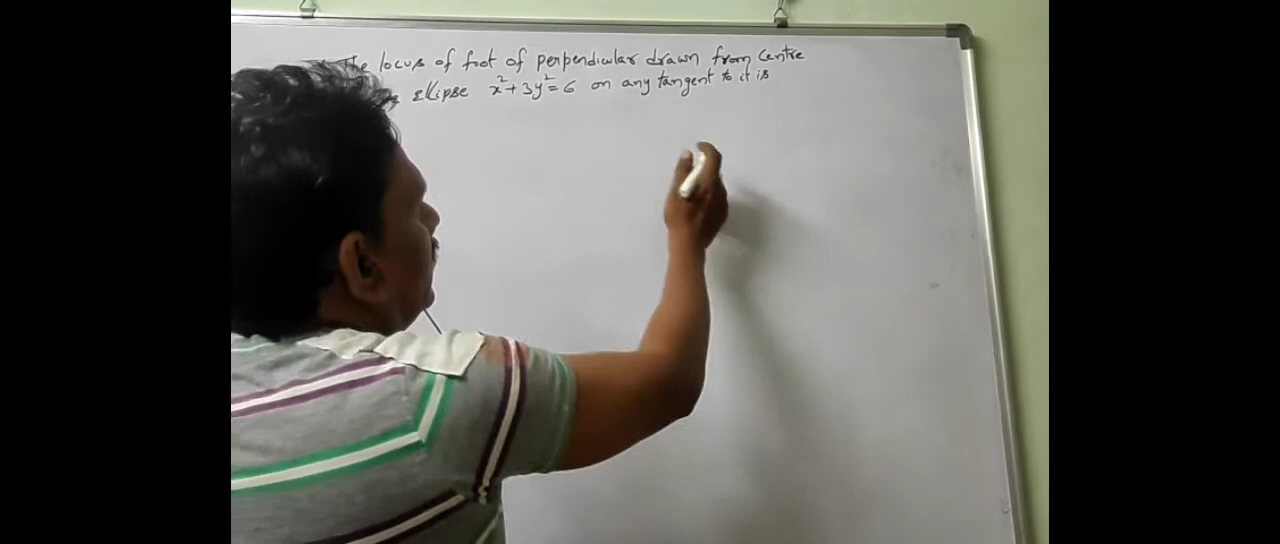 The locus of foot of perpendicular drawn from Centre
ellipse x²+3y²=6 on any tangent to it is